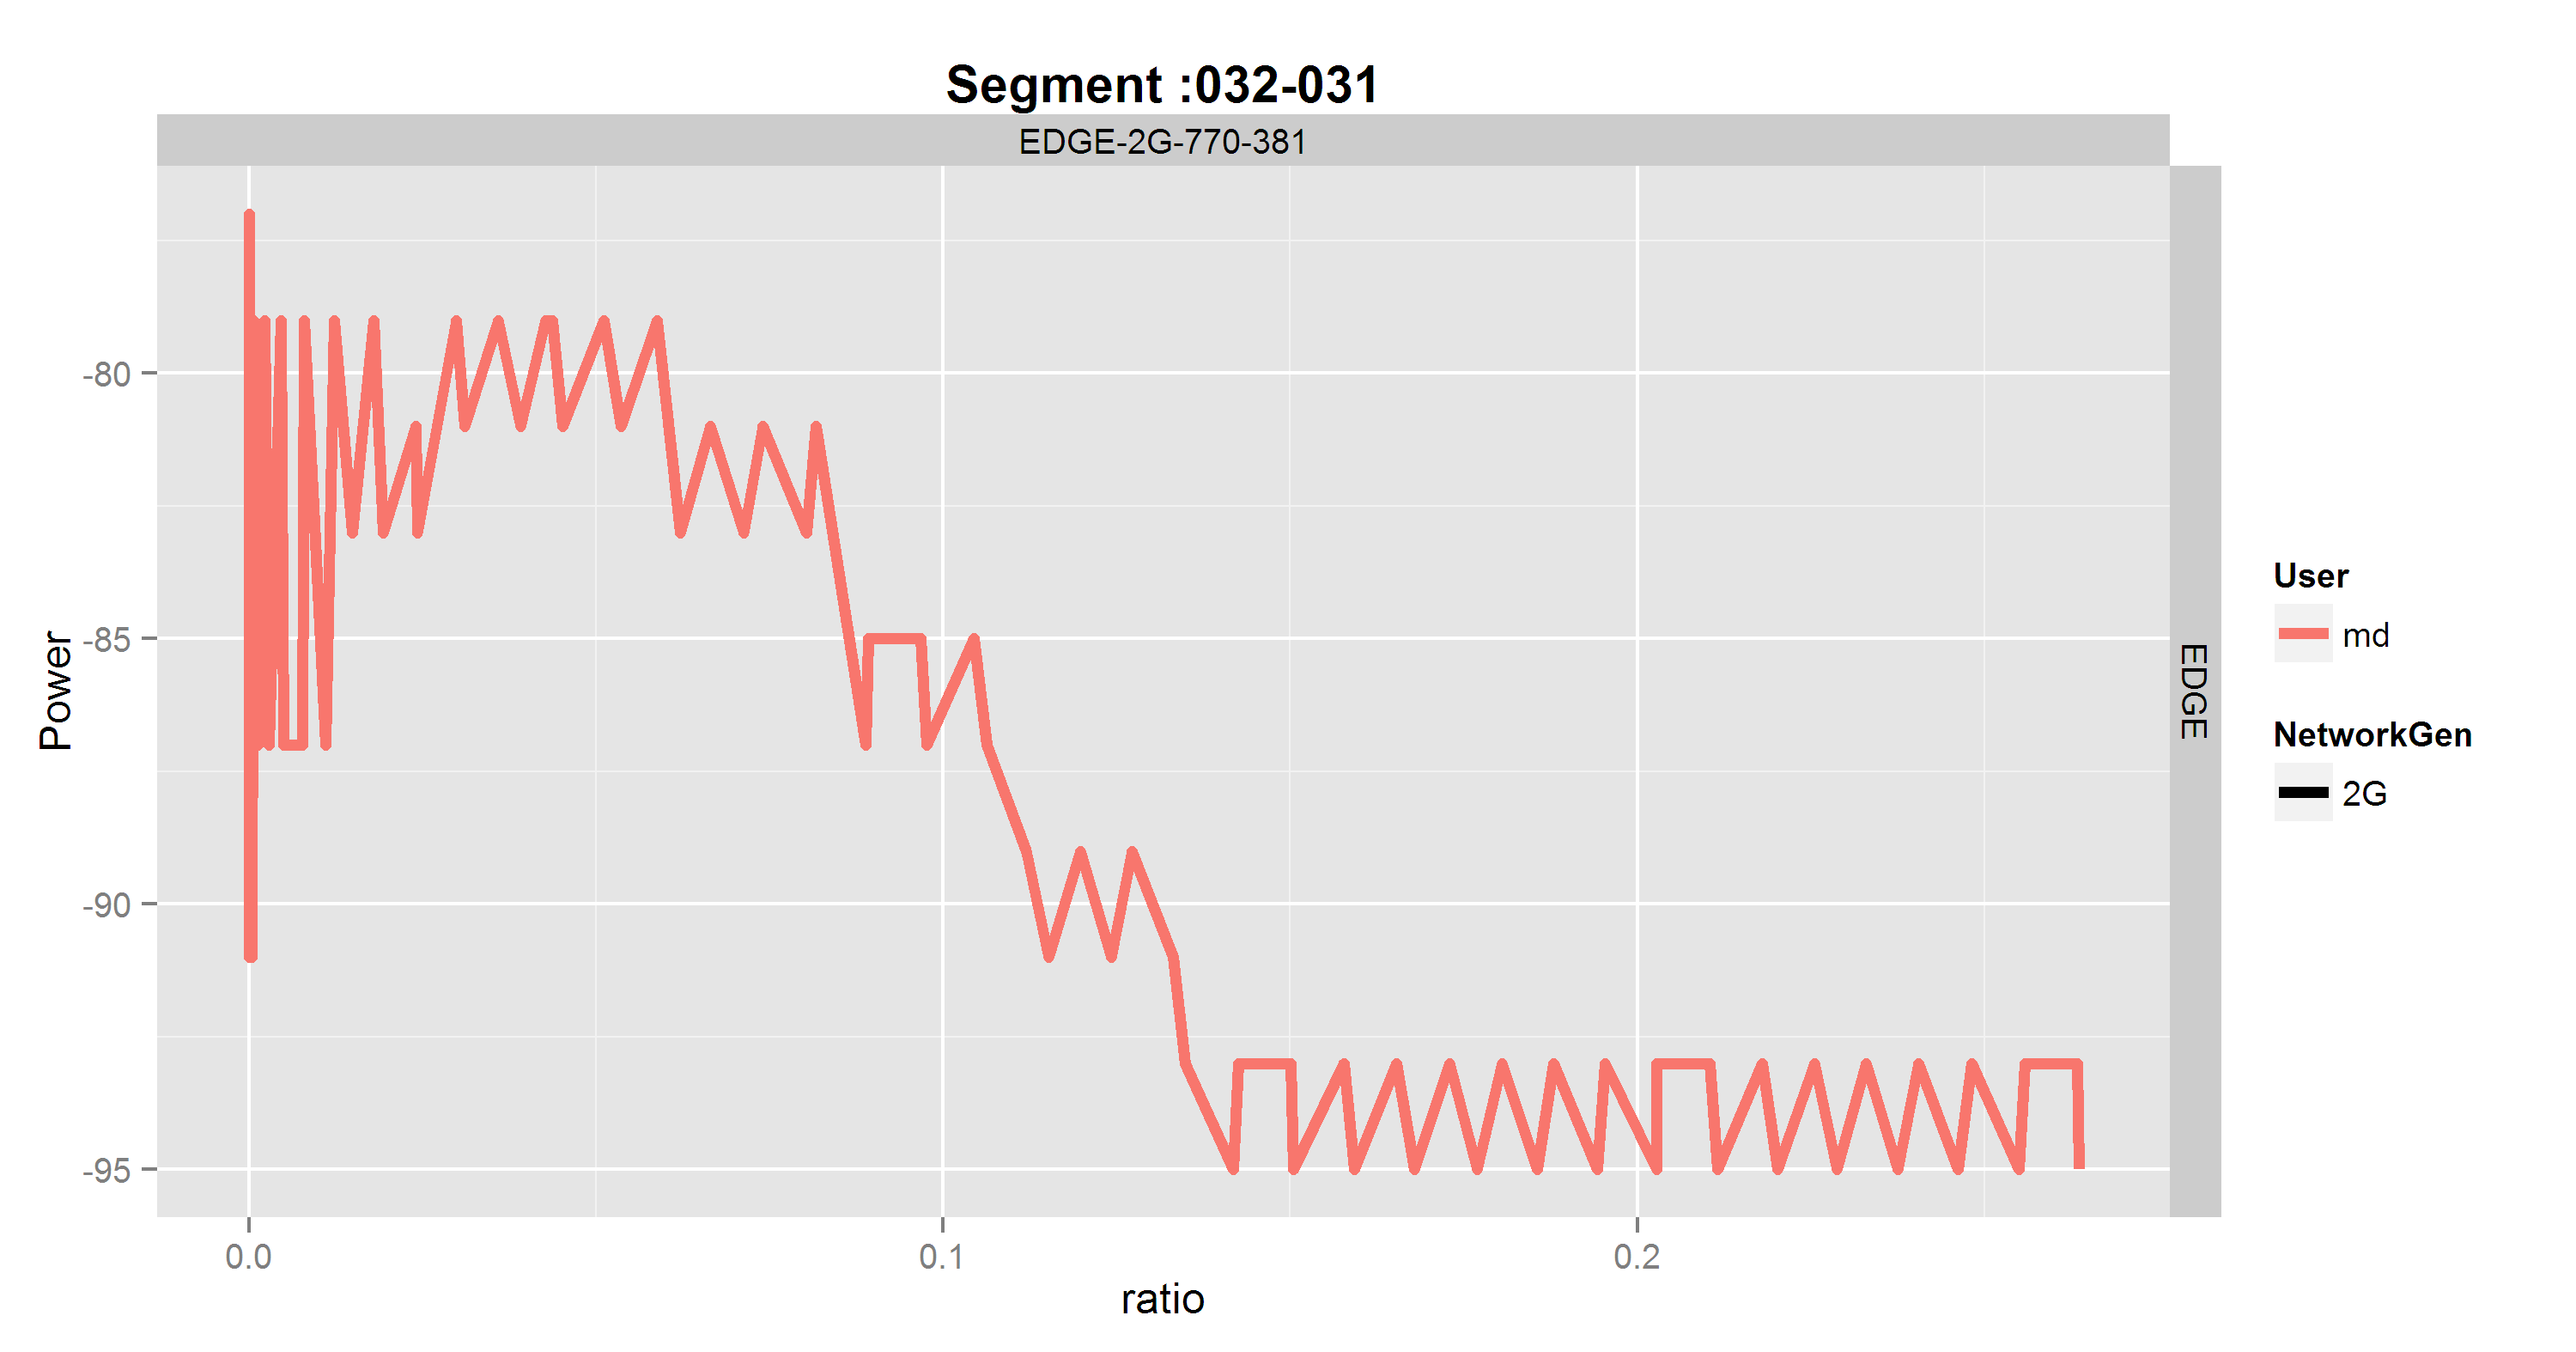 Segment :032-031
EDGE-2G-770-381
EDGE
Power
-80
-85
-90
-95
0.0
0.1
0.2
ratio
User
md
NetworkGen
2G